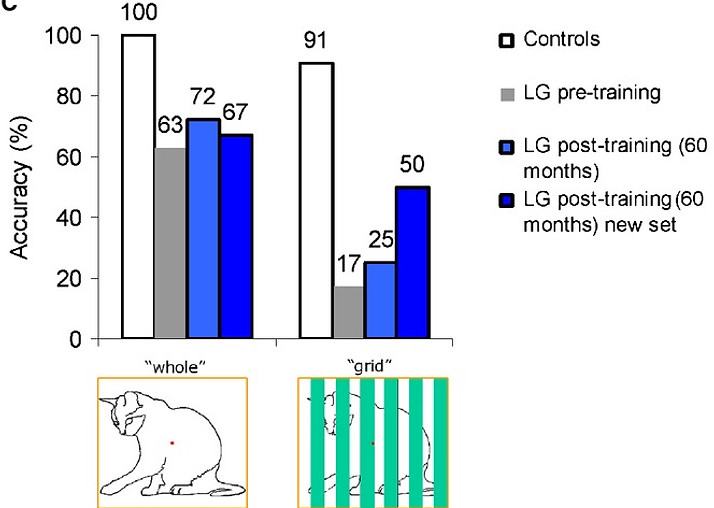 C
100
80
60
40
20
0
Accuracy (%)
100
63
72
67
91
17
25
50
"whole"
"grid"
Controls
LG pre-training
LG post-training (60
months)
LG post-training (60
months) new set